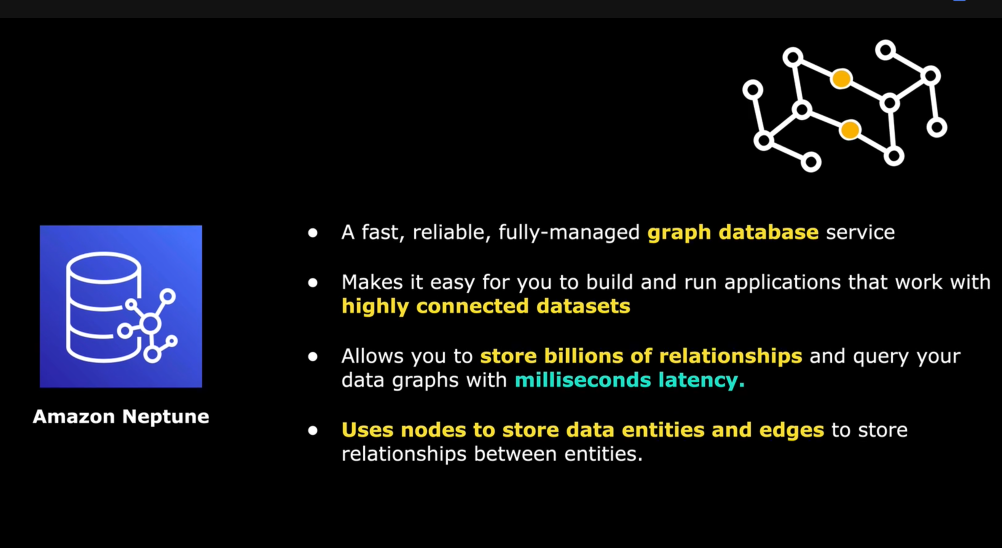 ● A fast, reliable, fully-managed graph database service
● Makes it easy for you to build and run applications that work with
highly connected datasets
● Allows you to store billions of relationships and query your
data graphs with milliseconds latency.
● Uses nodes to store data entities and edges to store
relationships between entities.
Amazon Neptune